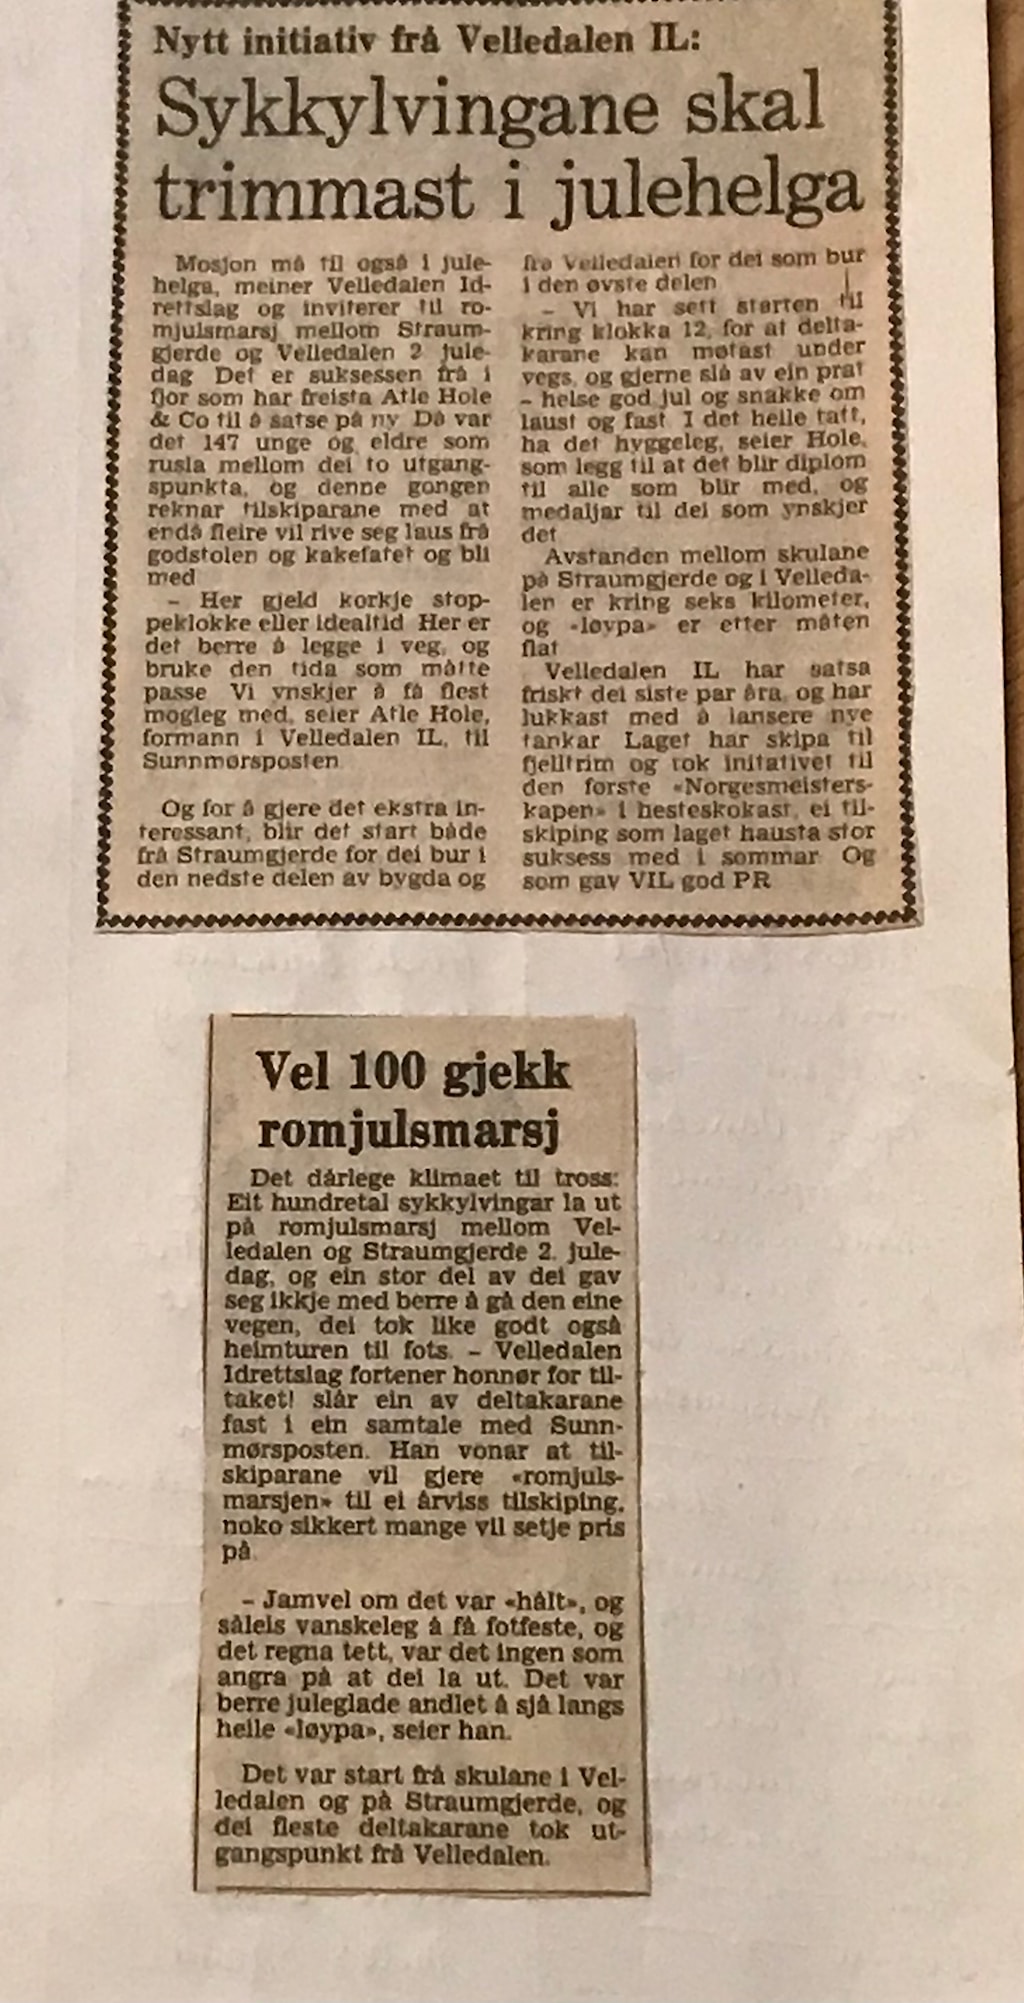 Nytt initiativ frå Velledalen IL:
Sykkylvingane skal
trimmast i julehelga
Mosjon må til også i jule-
helga, meiner Velledalen Id-
rettslag og inviterer til ro-
mjulsmarsj mellom Straum-
gjerde og Velledalen 2 jule-
dag Det er suksessen frå i
fjor som har freista Atle Hole
& Co til å satse på ny Då var
det 147 unge og eldre som
rusla mellom dei to utgang-
spunkta, og denne gongen
reknar tilskiparane med at
endå fleire vil rive seg laus frå
godstolen og kakefatet og bli
med
– Her gjeld korkje stop-
peklokke eller idealtid Her er
det berre å legge i veg, og
bruke den tida som måtte
passe Vi ynskjer å få flest
mogleg med, seier Atle Hole,
formann i Velledalen IL, til
Sunnmørsposten
Og for å gjere det ekstra in-
teressant, blir det start både
frå Straumgjerde for dei bur i
den nedste delen av bygda og
frå Velledalen for dei som bur
i den øvste delen
– Vi har sett starten til
kring klokka 12, for at delta-
karane kan møtast under
vegs, og gjerne slå av ein prat
– helse god jul og snakke om
laust og fast I det heile tatt,
ha det hyggeleg, seier Hole,
som legg til at det blir diplom
til alle som blir med, og
medaljar til dei som ynskjer
det
Avstanden mellom skulane
på Straumgjerde og i Velleda-
len er kring seks kilometer,
og «løypa» er etter måten
flat
Velledalen IL har satsa
friskt dei siste par åra, og har
lukkast med å lansere nye
tankar Laget har skipa til
fjelltrim og tok initativet til
den første «Norgesmeisters-
kapen» i hesteskokast, ei til-
skiping som laget hausta stor
suksess med i sommar Og
som gav VIL god PR
Vel 100 gjekk
romjulsmarsj
Det dårlege klimaet til tross:
Eit hundretal sykkylvingar la ut
på romjulsmarsj mellom Vel-
ledalen og Straumgjerde 2. jule-
dag, og ein stor del av dei gav
seg ikkje med berre å gå den eine
vegen, dei tok like godt også
heimturen til fots. – Velledalen
Idrettslag fortener honnør for til-
taket! slår ein av deltakarane
fast i ein samtale med Sunn-
mørsposten. Han vonar at til-
skiparane vil gjere «romjuls-
marsjen» til ei årviss tilskiping,
noko sikkert mange vil setje pris
på
– Jamvel om det var «hålt», og
såleis vanskeleg å få fotfeste, og
det regna tett, var det ingen som
angra på at dei la ut. Det var
berre juleglade andlet å sjå langs
heile «løypa», seier han.
Det var start frå skulane i Vel-
ledalen og på Straumgjerde, og
dei fleste deltakarane tok ut-
gangspunkt frå Velledalen.